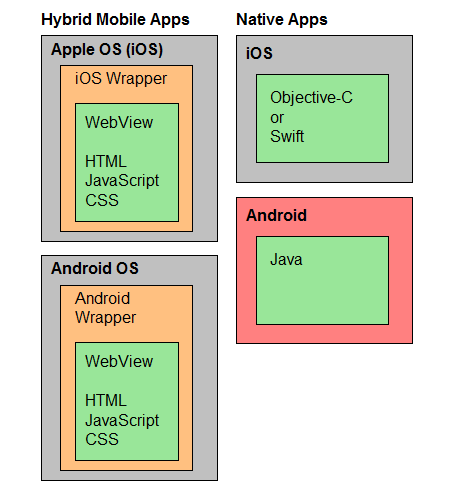 Hybrid Mobile Apps
Apple OS (iOS)
iOS Wrapper
WebView
HTML
JavaScript
CSS
Android OS
Android
Wrapper
WebView
HTML
JavaScript
CSS
Native Apps
iOS
Objective-C
or
Swift
Android
Java